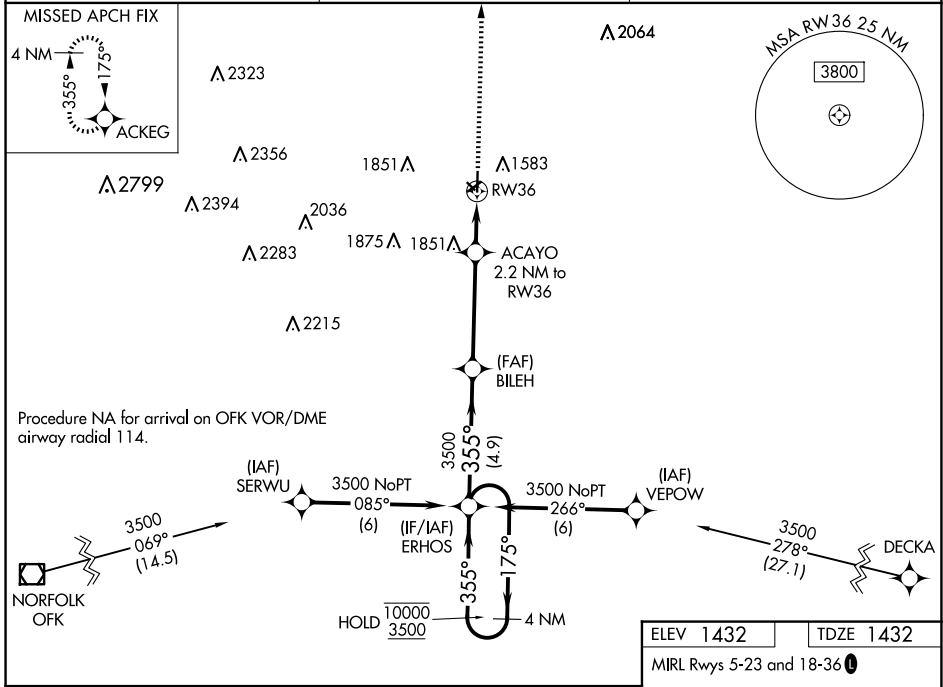 MISSED APCH FIX
4 NM
355°
175°
ACKEG
2323
2356
2799
2394
2036
2283
2215
1851
1875
1851
1583
2064
RW36
ACAYO
2.2 NM to
RW36
MSA RW36 25 NM
3800
(FAF)
BILEH
Procedure NA for arrival on OFK VOR/DME
airway radial 114.
3500
355°
(4.9)
(IAF)
SERWU
3500 NoPT
085°
(6)
(IF/IAF)
ERHOS
3500 NoPT
266°
(6)
(IAF)
VEPOW
3500
069°
(14.5)
NORFOLK
OFK
3500
278°
(27.1)
DECKA
355°
175°
HOLD
10000
3500
4 NM
ELEV 1432
TDZE 1432
MIRL Rwys 5-23 and 18-36 L